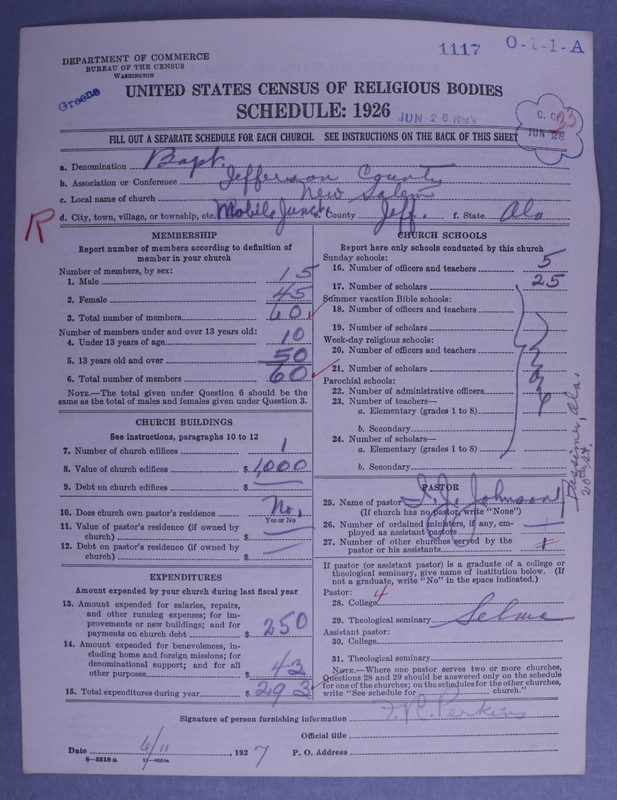 1117 O-1-1-A
DEPARTMENT OF COMMERCE
BUREAU OF THE CENSUS
WASHINGTON
Greene
UNITED STATES CENSUS OF RELIGIOUS BODIES
SCHEDULE: 1926
JUN 28 Rec'd
C. C.
33
JUN 28
FILL OUT A SEPARATE SCHEDULE FOR EACH CHURCH. SEE INSTRUCTIONS ON THE BACK OF THIS SHEET
a. Denomination Bapt.
b. Association or Conference Jefferson County
c. Local name of church New Salem
R
d. City, town, village, or township, etc. Mobile Junc. e. County Jeff. f. State Ala
MEMBERSHIP
Report number of members according to definition of
member in your church
Number of members, by sex:
1. Male 15
2. Female 45
3. Total number of members 60
Number of members under and over 13 years old:
4. Under 13 years of age 10
5. 13 years old and over 50
6. Total number of members 60
NOTE.—The total given under Question 6 should be the
same as the total of males and females given under Question 3.
CHURCH BUILDINGS
See instructions, paragraphs 10 to 12
7. Number of church edifices 1
8. Value of church edifices $ 1,000
9. Debt on church edifices $
10. Does church own pastor's residence No.
Yes or No
11. Value of pastor's residence (if owned by
church) $
12. Debt on pastor's residence (if owned by
church) $
EXPENDITURES
Amount expended by your church during last fiscal year
13. Amount expended for salaries, repairs,
and other running expenses; for im-
provements or new buildings; and for
payments on church debt $ 250
14. Amount expended for benevolences, in-
cluding home and foreign missions; for
denominational support; and for all
other purposes $ 43
15. Total expenditures during year $ 293
CHURCH SCHOOLS
Report here only schools conducted by this church
Sunday schools:
16. Number of officers and teachers 5
17. Number of scholars 25
Summer vacation Bible schools:
18. Number of officers and teachers
19. Number of scholars
Week-day religious schools:
20. Number of officers and teachers
21. Number of scholars
Parochial schools:
22. Number of administrative officers
23. Number of teachers—
a. Elementary (grades 1 to 8)
b. Secondary
24. Number of scholars—
a. Elementary (grades 1 to 8)
b. Secondary
None
Bessimer, Ala.
20th St.
PASTOR
25. Name of pastor I. J. Johnson
(If church has no pastor, write "None")
26. Number of ordained ministers, if any, em-
ployed as assistant pastors
27. Number of other churches served by the
pastor or his assistants 1
If pastor (or assistant pastor) is a graduate of a college or
theological seminary, give name of institution below. (If
not a graduate, write "No" in the space indicated.)
Pastor:
28. College 4
29. Theological seminary Selma
Assistant pastor:
30. College
31. Theological seminary
NOTE.—Where one pastor serves two or more churches,
Questions 28 and 29 should be answered only on the schedule
for one of the churches; on the schedules for the other churches,
write "See schedule for church."
Signature of person furnishing information F. R. Perkins
Official title
Date 6/11, 1927 P. O. Address
8—5518 a 11—9054a